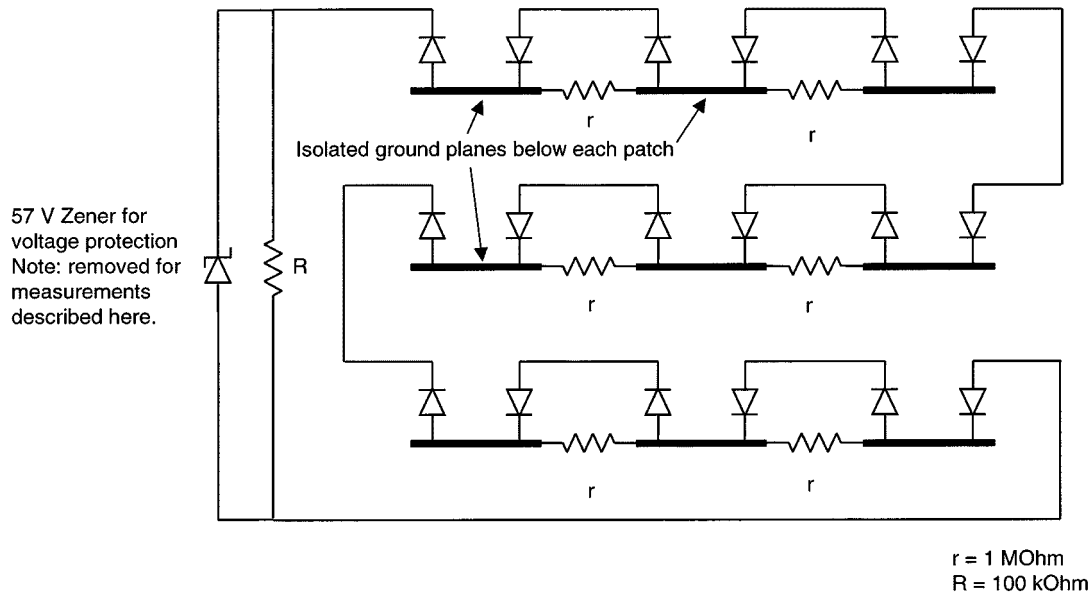 r
r
Isolated ground planes below each patch
57 V Zener for
voltage protection
Note: removed for
measurements
described here.
R
r
r
r
r
r = 1 MOhm
R = 100 kOhm